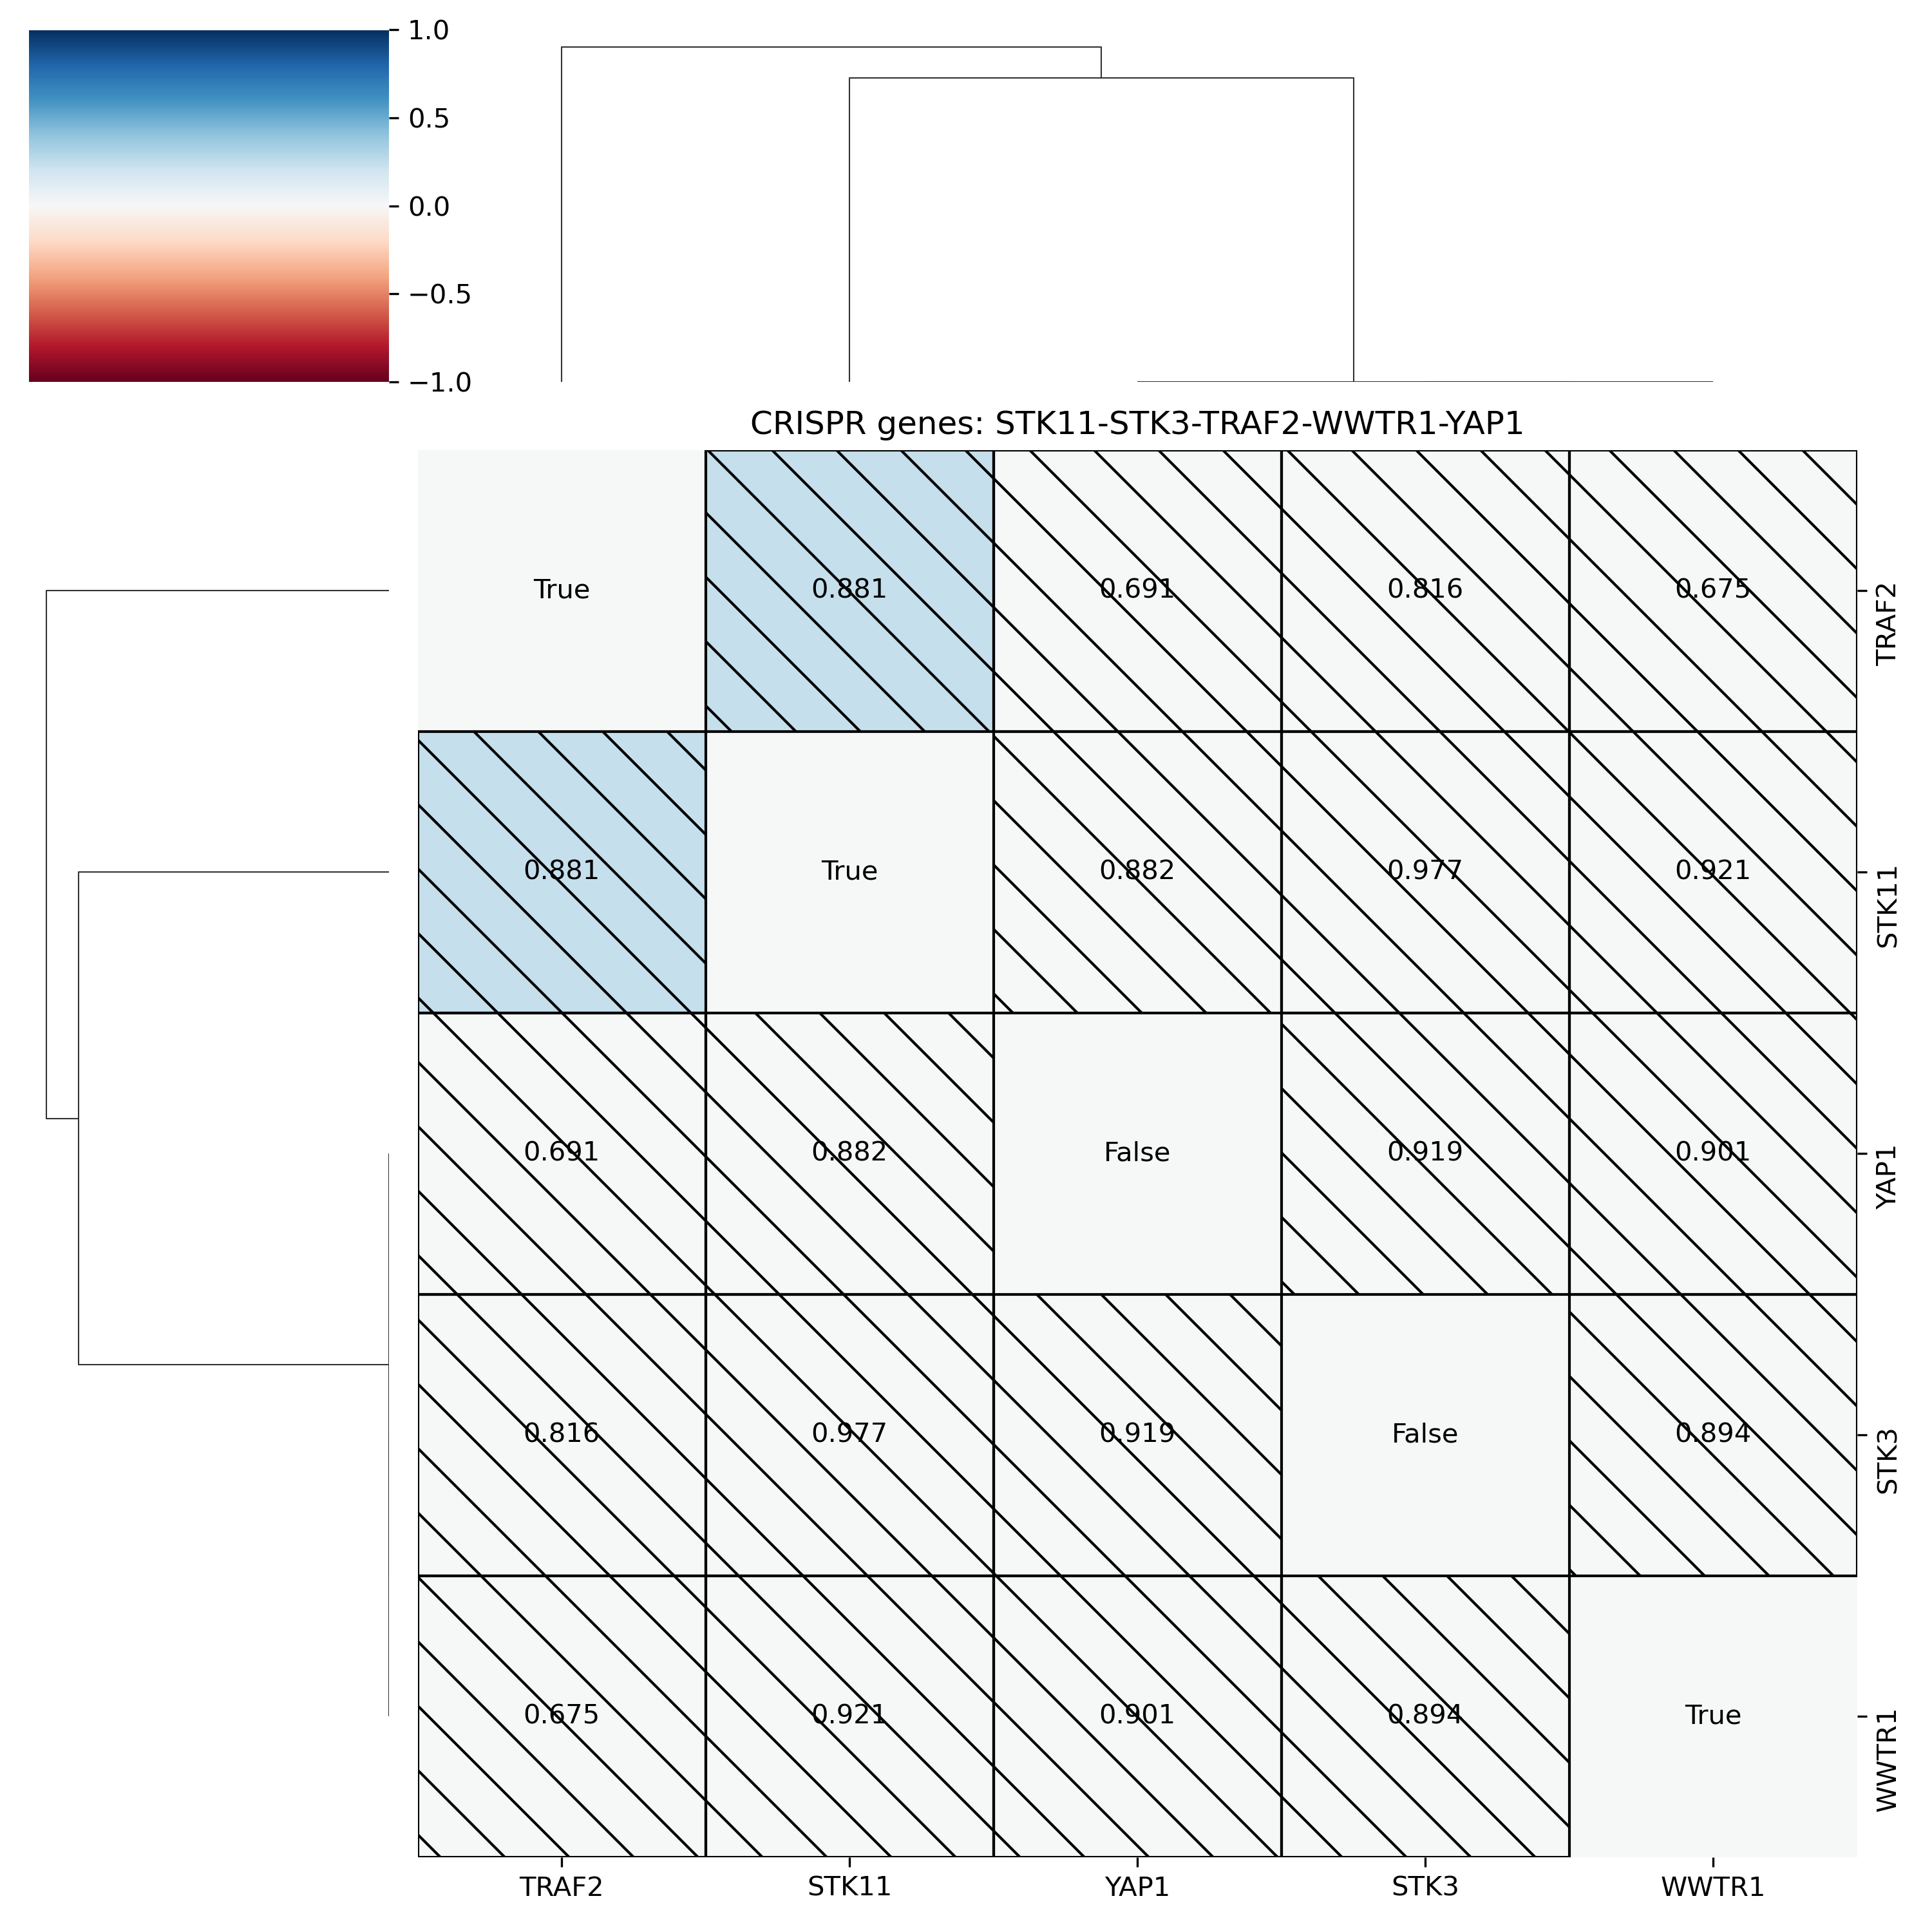 1.0
0.5
0.0
−0.5
−1.0
CRISPR genes: STK11-STK3-TRAF2-WWTR1-YAP1
True 0.881 0.691 0.816 0.675 TRAF2
0.881 True 0.882 0.977 0.921 STK11
0.691 0.882 False 0.919 0.901 YAP1
0.816 0.977 0.919 False 0.894 STK3
0.675 0.921 0.901 0.894 True WWTR1
TRAF2 STK11 YAP1 STK3 WWTR1